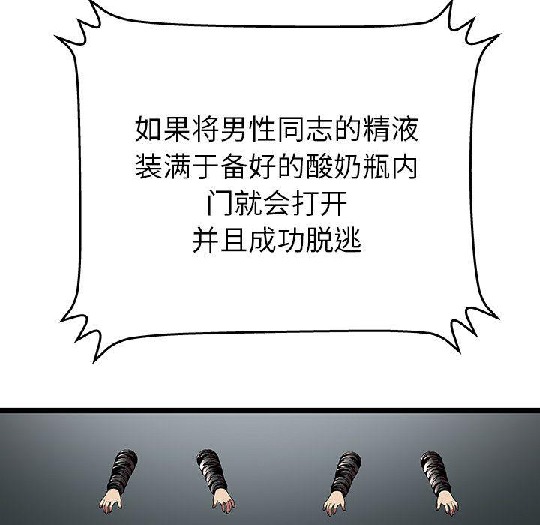 如果将男性同志的精液
装满于备好的酸奶瓶内
门就会打开
并且成功脱逃